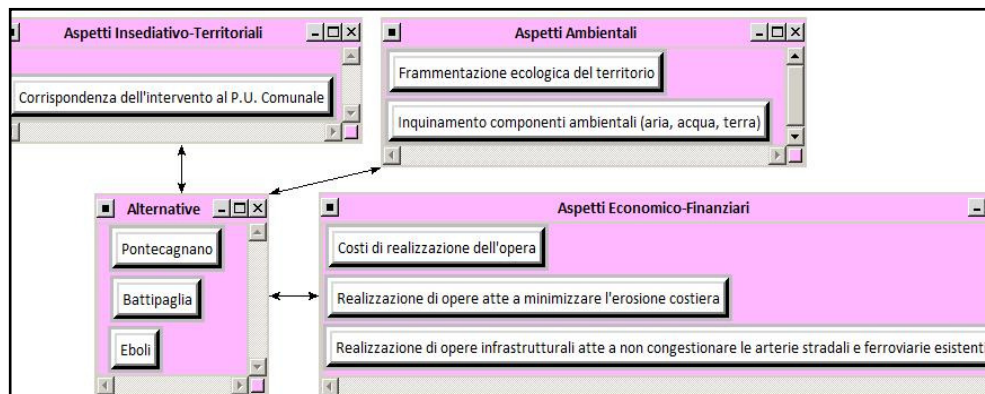 Aspetti Insediativo-Territoriali
Corrispondenza dell'intervento al P.U. Comunale
Aspetti Ambientali
Frammentazione ecologica del territorio
Inquinamento componenti ambientali (aria, acqua, terra)
Alternative
Pontecagnano
Battipaglia
Eboli
Aspetti Economico-Finanziari
Costi di realizzazione dell'opera
Realizzazione di opere atte a minimizzare l'erosione costiera
Realizzazione di opere infrastrutturali atte a non congestionare le arterie stradali e ferroviarie esistenti